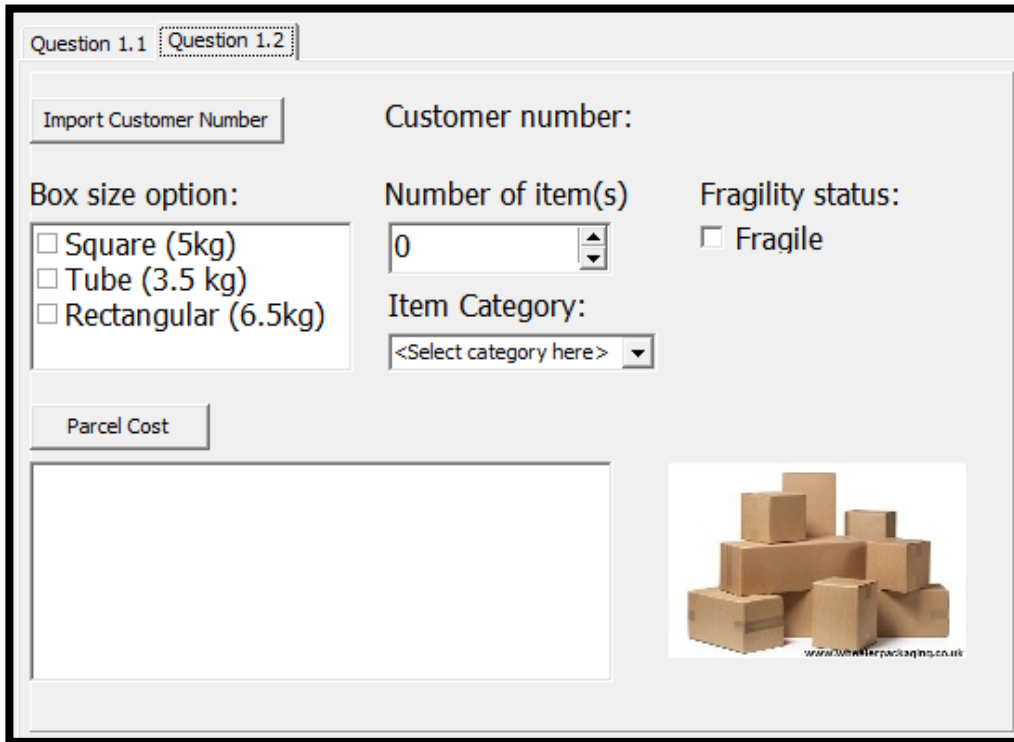 Question 1.1 Question 1.2
Import Customer Number Customer number:
Box size option: Number of item(s) Fragility status:
Square (5kg) 0 Fragile
Tube (3.5 kg)
Rectangular (6.5kg)
Item Category:
<Select category here>
Parcel Cost
www.wheelerpackaging.co.uk